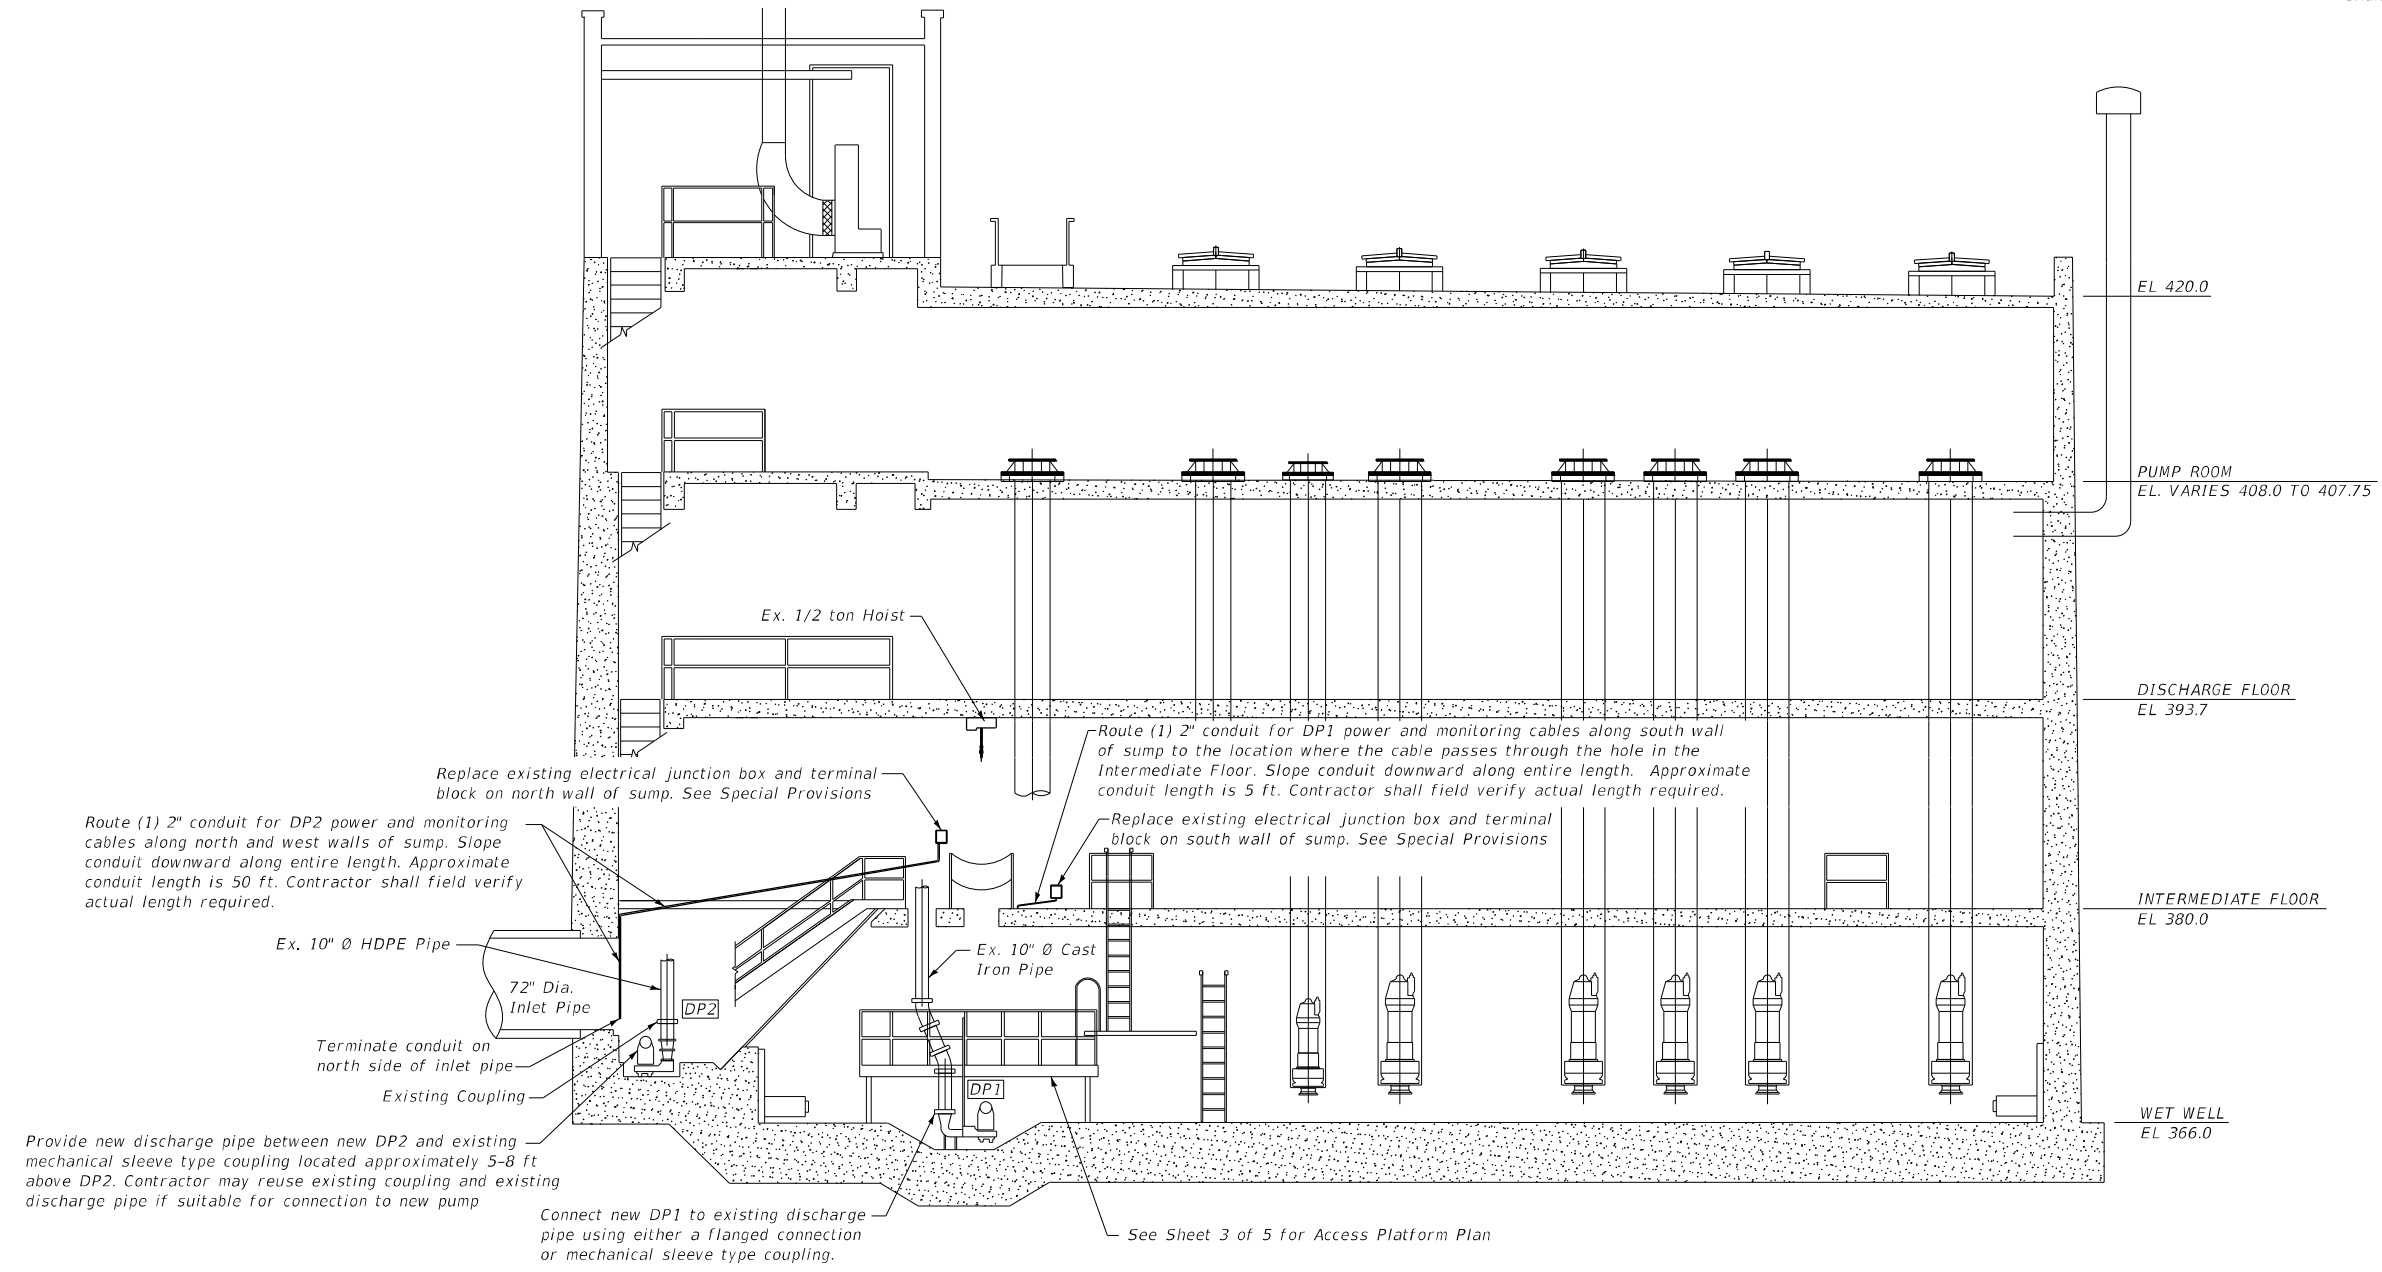 EL 420.0
PUMP ROOM
EL. VARIES 408.0 TO 407.75
Ex. 1/2 ton Hoist
DISCHARGE FLOOR
EL 393.7
Route (1) 2" conduit for DP1 power and monitoring cables along south wall
of sump to the location where the cable passes through the hole in the
Intermediate Floor. Slope conduit downward along entire length. Approximate
conduit length is 5 ft. Contractor shall field verify actual length required.
Replace existing electrical junction box and terminal
block on north wall of sump. See Special Provisions
Replace existing electrical junction box and terminal
block on south wall of sump. See Special Provisions
Route (1) 2" conduit for DP2 power and monitoring
cables along north and west walls of sump. Slope
conduit downward along entire length. Approximate
conduit length is 50 ft. Contractor shall field verify
actual length required.
INTERMEDIATE FLOOR
EL 380.0
Ex. 10" Ø HDPE Pipe
Ex. 10" Ø Cast
Iron Pipe
72" Dia.
Inlet Pipe
DP2
Terminate conduit on
north side of inlet pipe
Existing Coupling
DP1
WET WELL
EL 366.0
Provide new discharge pipe between new DP2 and existing
mechanical sleeve type coupling located approximately 5-8 ft
above DP2. Contractor may reuse existing coupling and existing
discharge pipe if suitable for connection to new pump
Connect new DP1 to existing discharge
pipe using either a flanged connection
or mechanical sleeve type coupling.
See Sheet 3 of 5 for Access Platform Plan